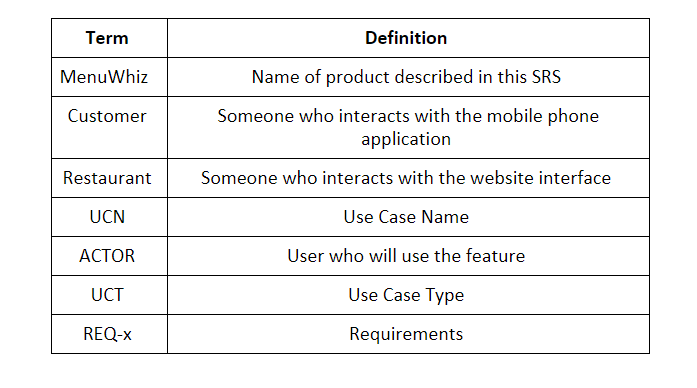 Term Definition
MenuWhiz Name of product described in this SRS
Customer Someone who interacts with the mobile phone
application
Restaurant Someone who interacts with the website interface
UCN Use Case Name
ACTOR User who will use the feature
UCT Use Case Type
REQ-x Requirements